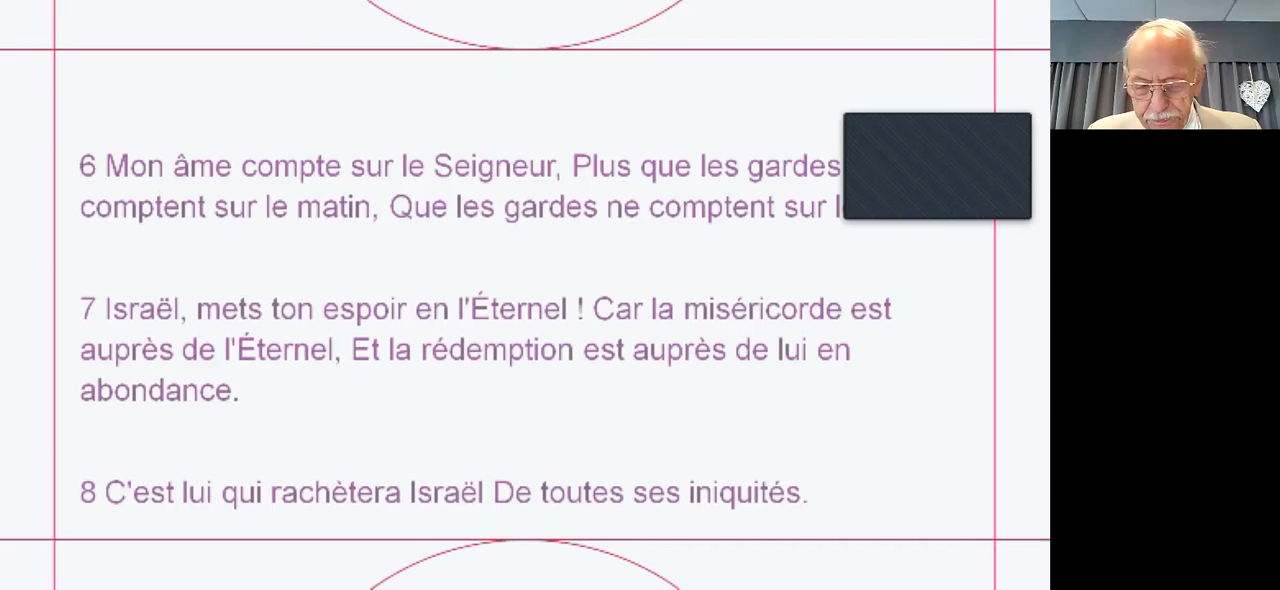 6 Mon âme compte sur le Seigneur, Plus que les gardes
comptent sur le matin, Que les gardes ne comptent sur
7 Israël, mets ton espoir en l'Éternel ! Car la miséricorde est
auprès de l'Éternel, Et la rédemption est auprès de lui en
abondance.
8 C'est lui qui rachètera Israël De toutes ses iniquités.